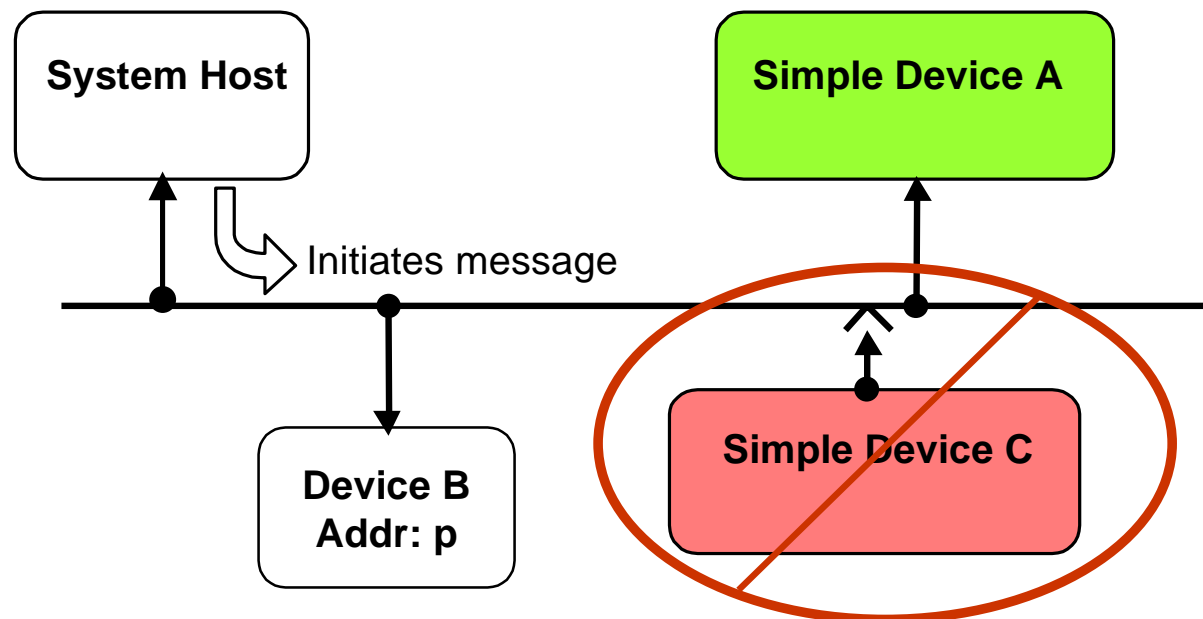 System Host
Simple Device A
Initiates message
Simple Device C
Device B
Addr: p